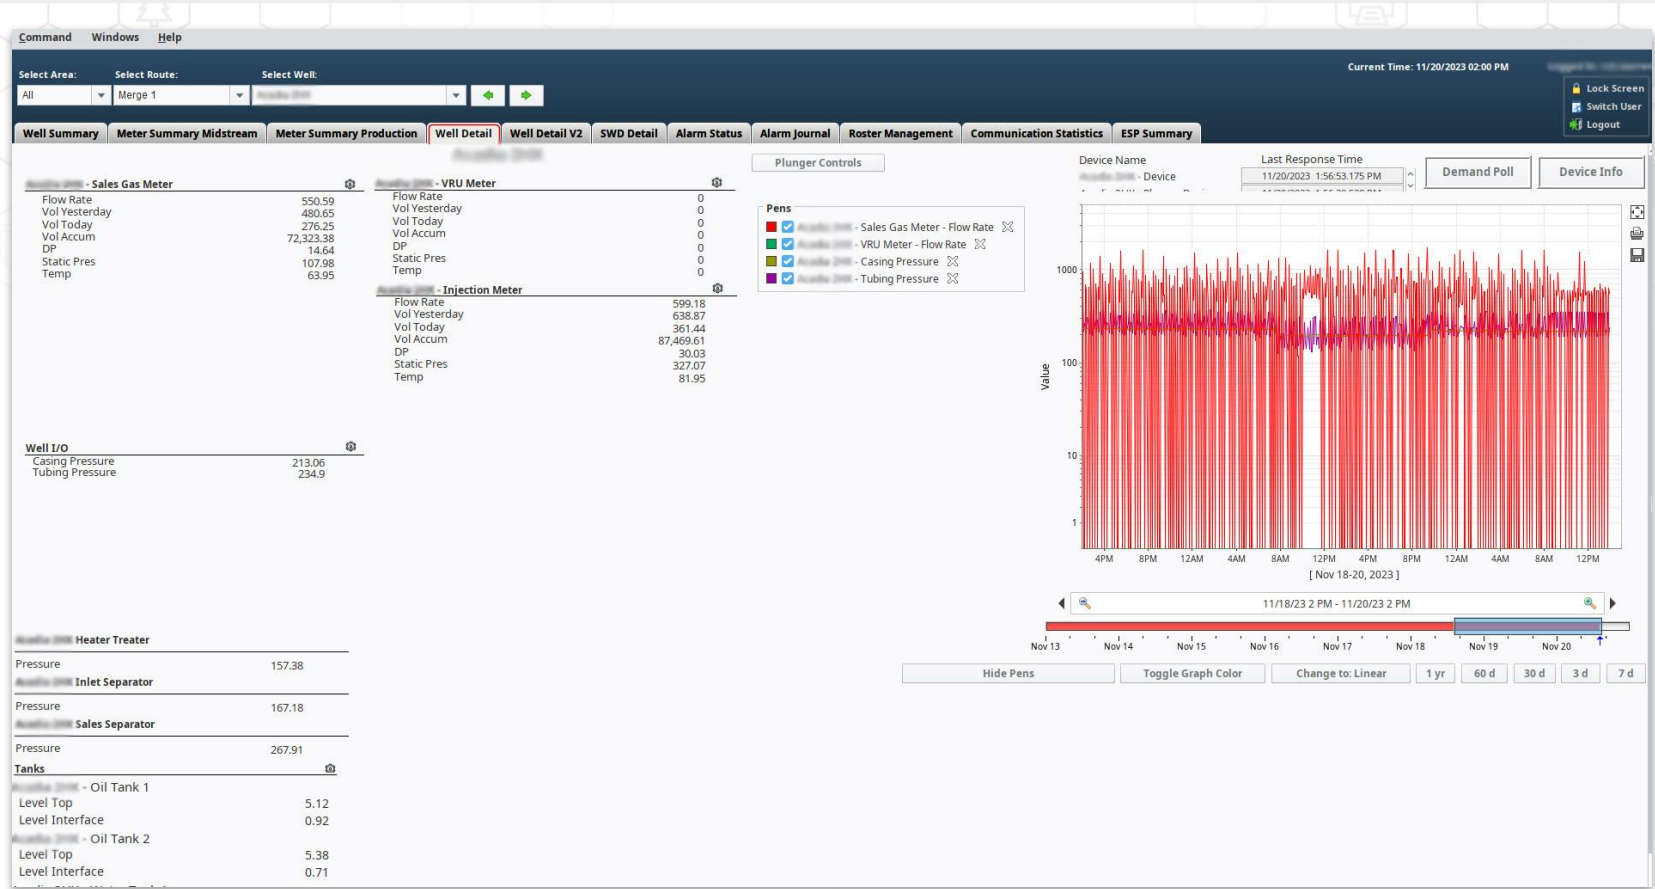 Command Windows Help
Current Time: 11/20/2023 02:00 PM
Select Area: Select Route: Select Well:
All Merge 1
Lock Screen
Switch User
Logout
Well Summary Meter Summary Midstream Meter Summary Production Well Detail Well Detail V2 SWD Detail Alarm Status Alarm Journal Roster Management Communication Statistics ESP Summary
- Sales Gas Meter
Flow Rate 550.59
Vol Yesterday 480.65
Vol Today 276.25
Vol Accum 72,323.38
DP 14.64
Static Pres 107.98
Temp 63.95
- VRU Meter
Flow Rate 0
Vol Yesterday 0
Vol Today 0
Vol Accum 0
DP 0
Static Pres 0
Temp 0
- Injection Meter
Flow Rate 599.18
Vol Yesterday 638.87
Vol Today 361.44
Vol Accum 87,469.61
DP 30.03
Static Pres 327.07
Temp 81.95
Well I/O
Casing Pressure 213.06
Tubing Pressure 234.9
Heater Treater
Pressure 157.38
Inlet Separator
Pressure 167.18
Sales Separator
Pressure 267.91
Tanks
- Oil Tank 1
Level Top 5.12
Level Interface 0.92
- Oil Tank 2
Level Top 5.38
Level Interface 0.71
Plunger Controls
Pens
- Sales Gas Meter - Flow Rate
- VRU Meter - Flow Rate
- Casing Pressure
- Tubing Pressure
Device Name Last Response Time
- Device 11/20/2023 1:56:53.175 PM
Demand Poll Device Info
1000
100
10
1
Value
4PM 8PM 12AM 4AM 8AM 12PM 4PM 8PM 12AM 4AM 8AM 12PM
[ Nov 18-20, 2023 ]
11/18/23 2 PM - 11/20/23 2 PM
Nov 13 Nov 14 Nov 15 Nov 16 Nov 17 Nov 18 Nov 19 Nov 20
Hide Pens Toggle Graph Color Change to: Linear 1 yr 60 d 30 d 3 d 7 d